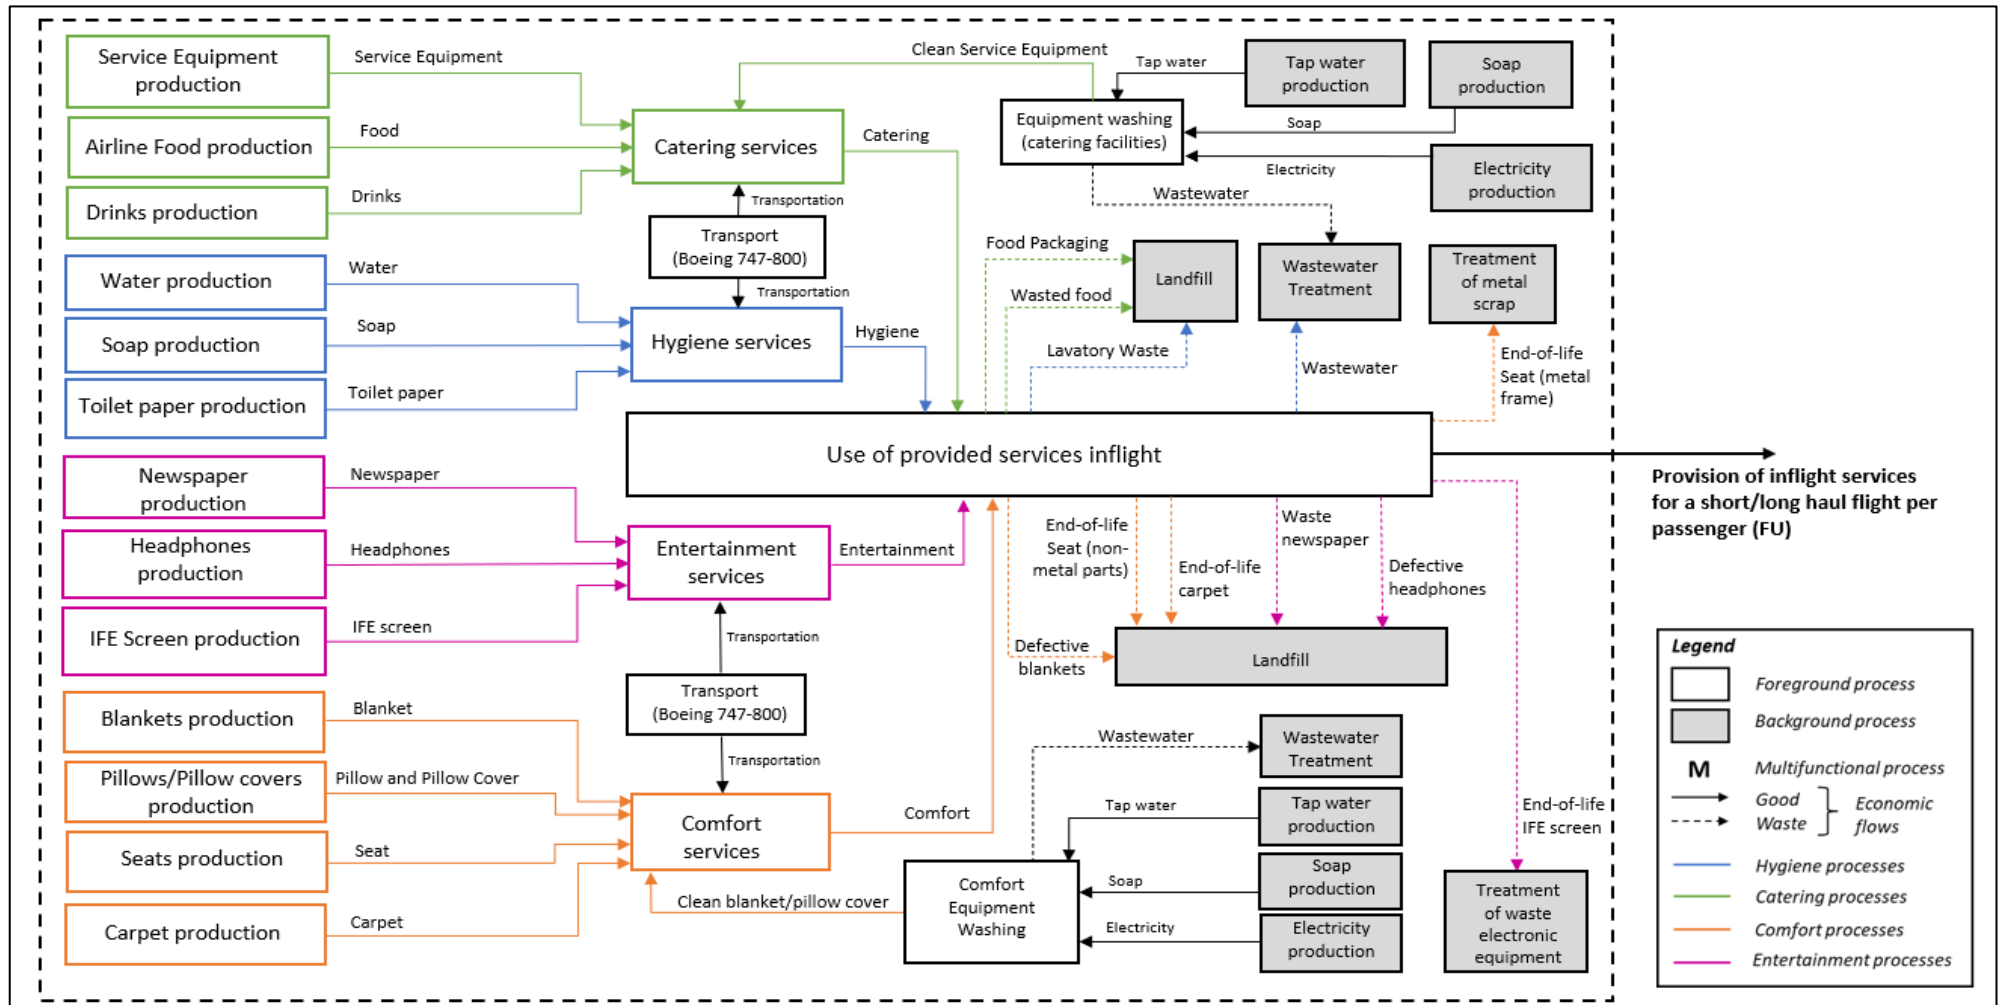 Service Equipment
production
Service Equipment
Airline Food production
Food
Drinks production
Drinks
Catering services
Catering
Clean Service Equipment
Tap water
Tap water
production
Soap
production
Equipment washing
(catering facilities)
Soap
Electricity
Electricity
production
Wastewater
Transportation
Transport
(Boeing 747-800)
Transportation
Water production
Water
Soap production
Soap
Toilet paper production
Toilet paper
Hygiene services
Hygiene
Food Packaging
Wasted food
Lavatory Waste
Landfill
Wastewater
Treatment
Wastewater
Treatment
of metal
scrap
End-of-life
Seat (metal
frame)
Use of provided services inflight
Provision of inflight services
for a short/long haul flight per
passenger (FU)
Newspaper
production
Newspaper
Headphones
production
Headphones
IFE Screen production
IFE screen
Entertainment
services
Entertainment
Transportation
Transport
(Boeing 747-800)
Transportation
End-of-life
Seat (non-
metal parts)
End-of-life
carpet
Waste
newspaper
Defective
headphones
Defective
blankets
Landfill
End-of-life
IFE screen
Blankets production
Blanket
Pillows/Pillow covers
production
Pillow and Pillow Cover
Seats production
Seat
Carpet production
Carpet
Comfort
services
Comfort
Clean blanket/pillow cover
Comfort
Equipment
Washing
Wastewater
Wastewater
Treatment
Tap water
Tap water
production
Soap
Soap
production
Electricity
Electricity
production
Treatment
of waste
electronic
equipment
Legend
Foreground process
Background process
M Multifunctional process
Good
Waste
Economic
flows
Hygiene processes
Catering processes
Comfort processes
Entertainment processes